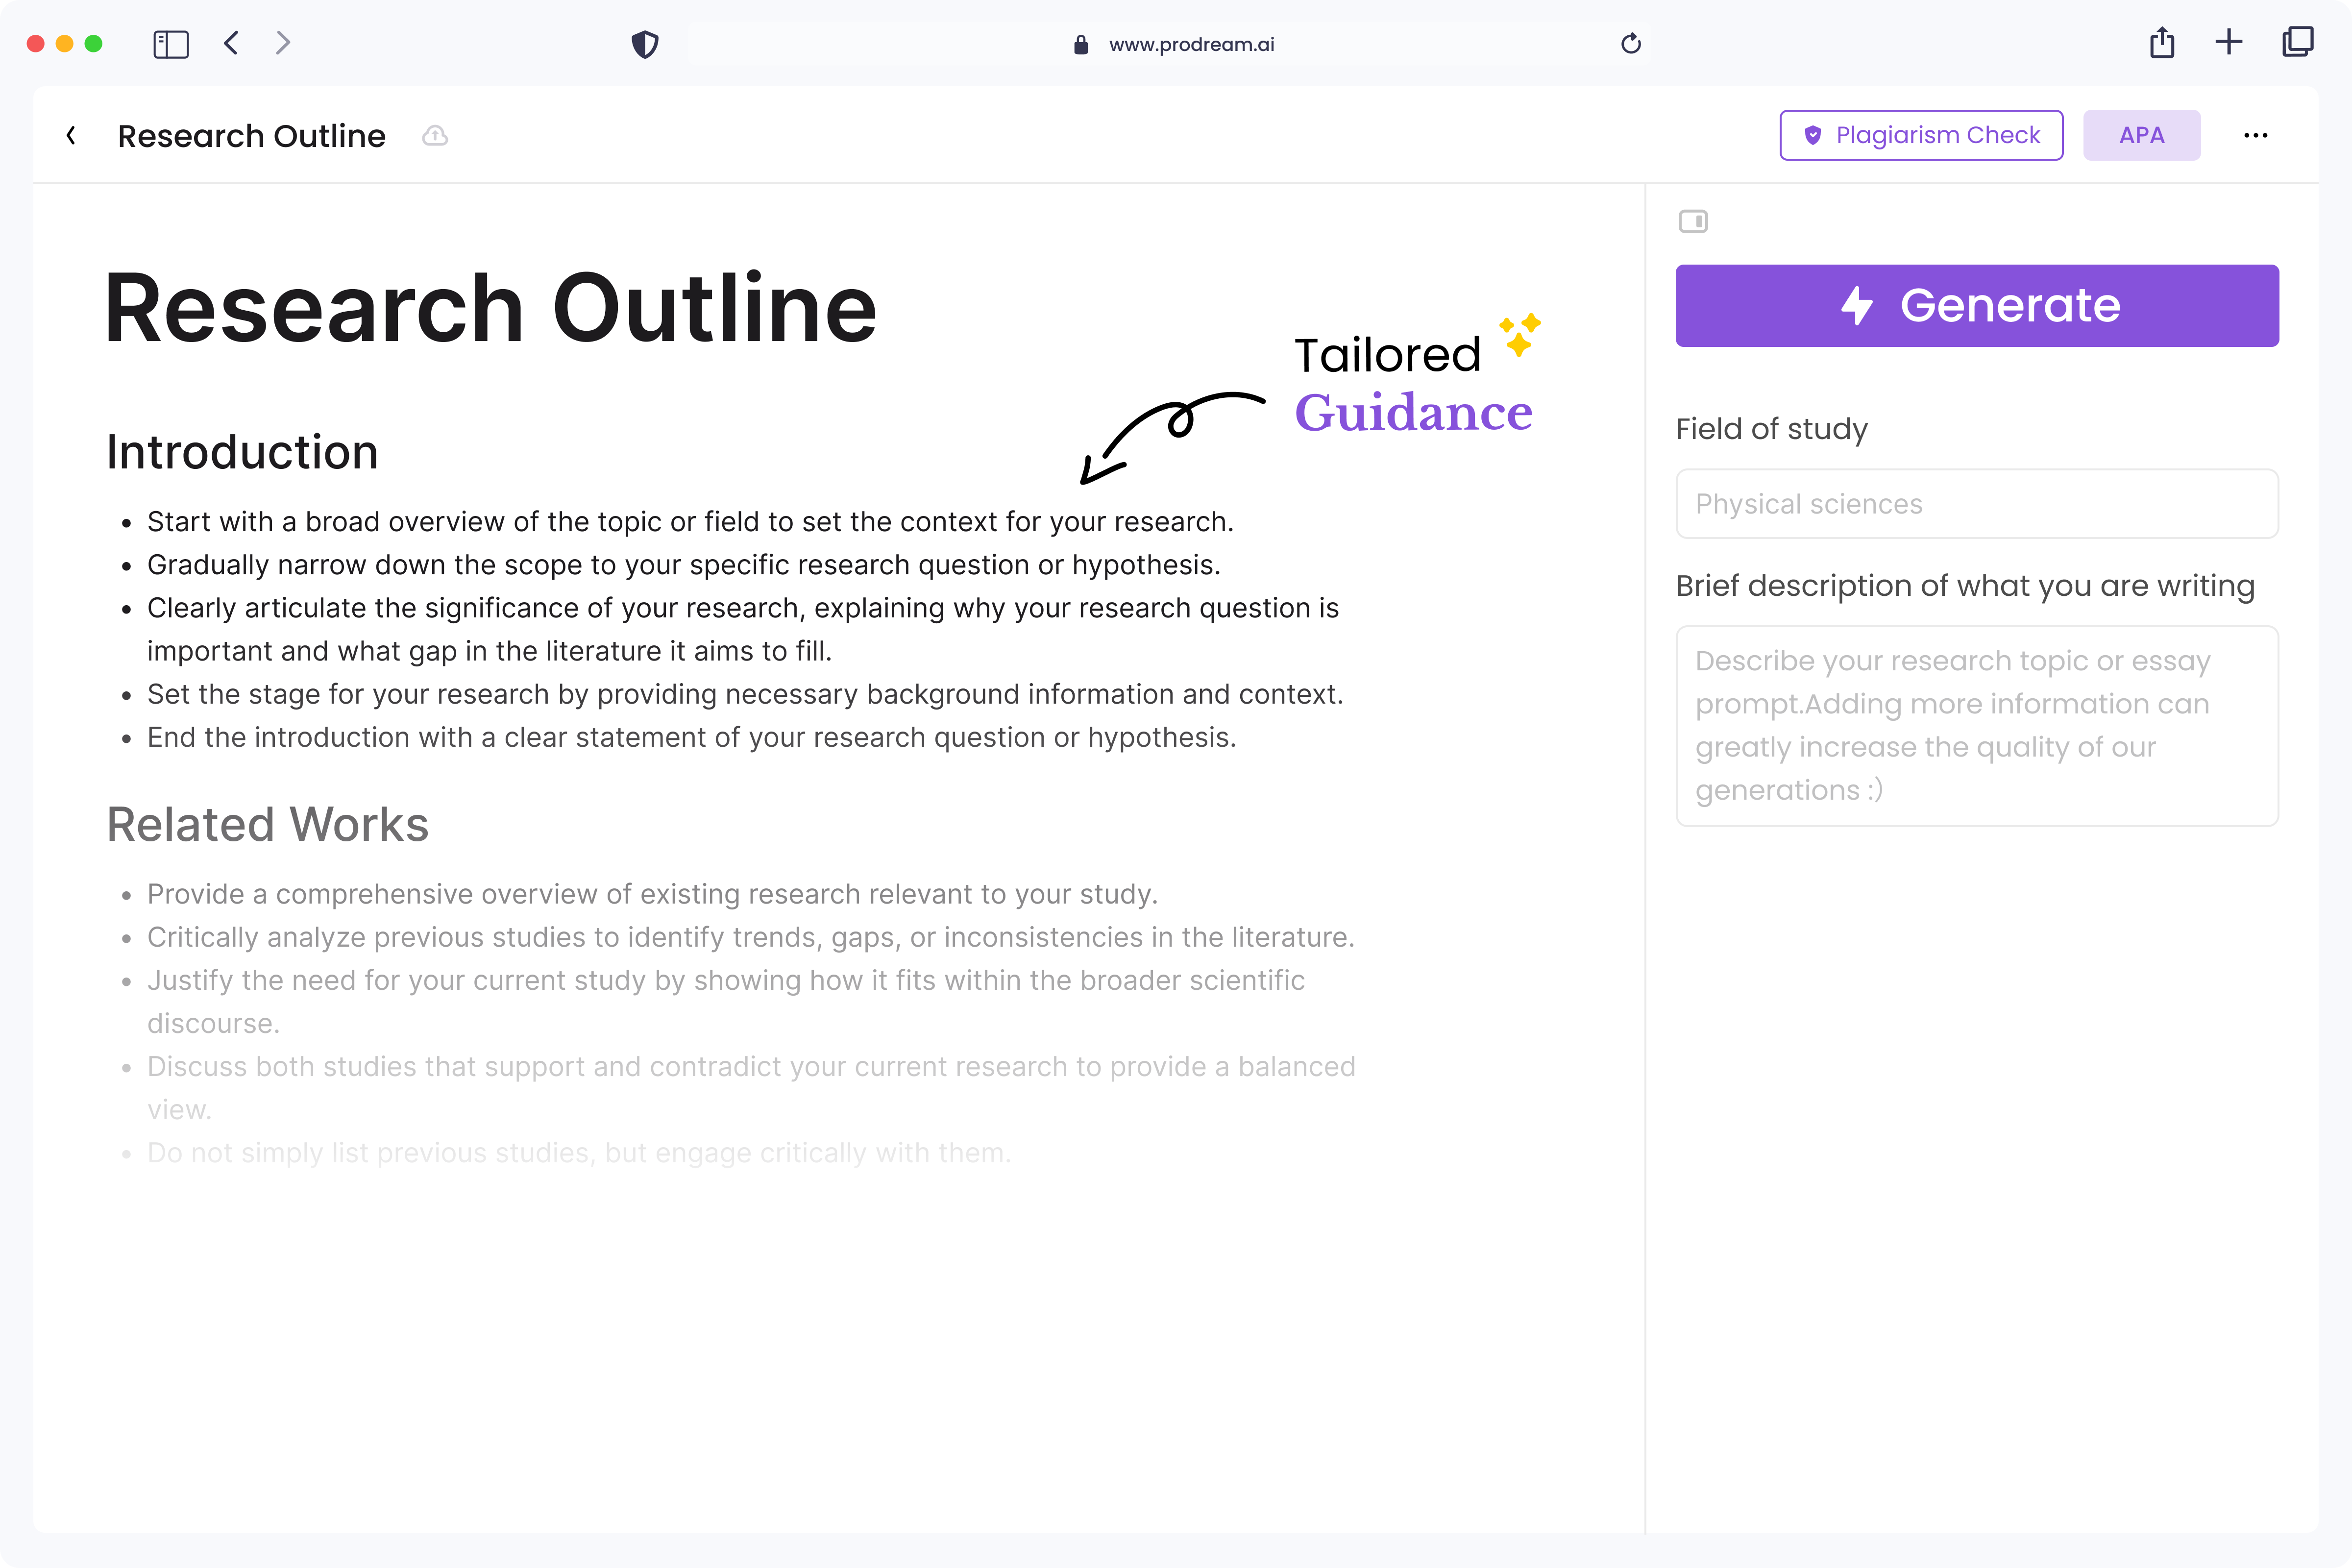 www.prodream.ai
Research Outline
Plagiarism Check
APA
Research Outline
Tailored
Guidance
Introduction
• Start with a broad overview of the topic or field to set the context for your research.
• Gradually narrow down the scope to your specific research question or hypothesis.
• Clearly articulate the significance of your research, explaining why your research question is
important and what gap in the literature it aims to fill.
• Set the stage for your research by providing necessary background information and context.
• End the introduction with a clear statement of your research question or hypothesis.
Related Works
• Provide a comprehensive overview of existing research relevant to your study.
• Critically analyze previous studies to identify trends, gaps, or inconsistencies in the literature.
• Justify the need for your current study by showing how it fits within the broader scientific
discourse.
• Discuss both studies that support and contradict your current research to provide a balanced
view.
• Do not simply list previous studies, but engage critically with them.
Generate
Field of study
Physical sciences
Brief description of what you are writing
Describe your research topic or essay
prompt.Adding more information can
greatly increase the quality of our
generations :)